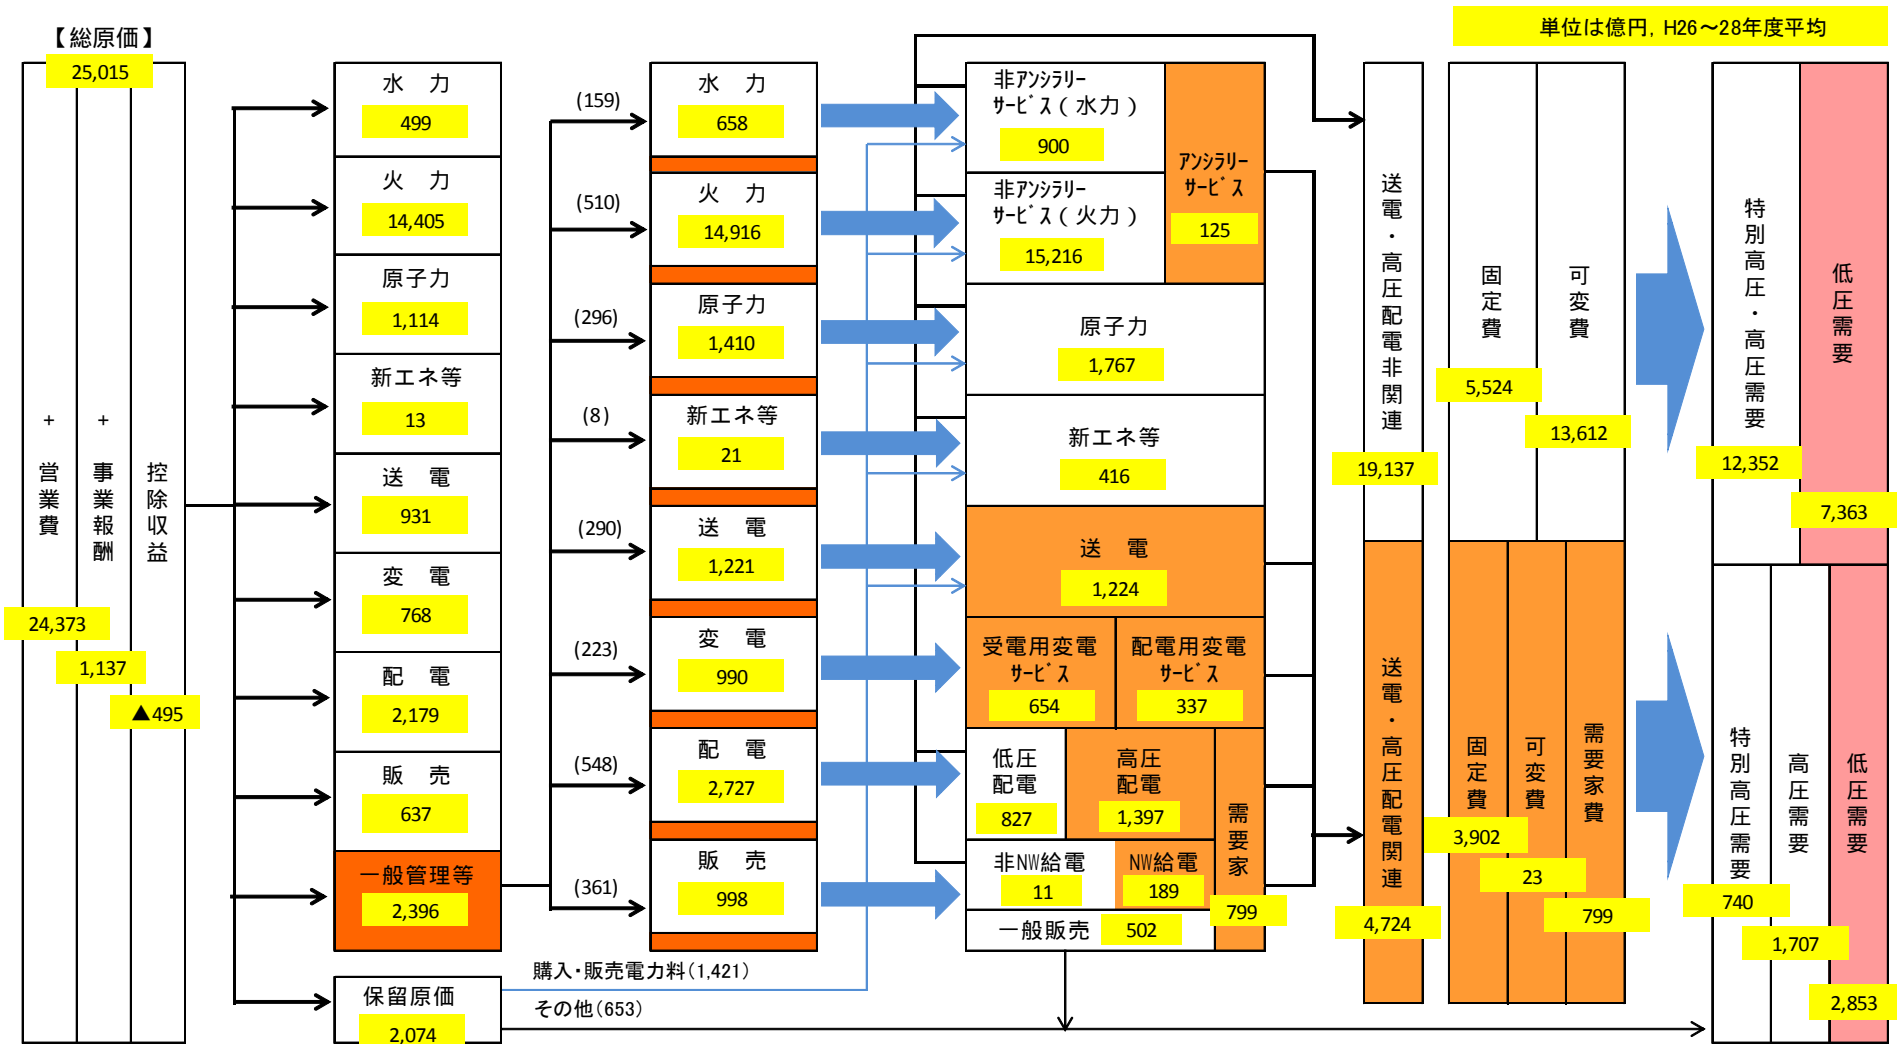 単位は億円, H26～28年度平均
【総原価】
25,015
+
営業費
24,373
+
事業報酬
1,137
控除収益
▲495
水 力
499
火 力
14,405
原子力
1,114
新エネ等
13
送 電
931
変 電
768
配 電
2,179
販 売
637
一般管理等
2,396
保留原価
2,074
購入・販売電力料(1,421)
その他(653)
(159)
(510)
(296)
(8)
(290)
(223)
(548)
(361)
水 力
658
火 力
14,916
原子力
1,410
新エネ等
21
送 電
1,221
変 電
990
配 電
2,727
販 売
998
非ｱﾝｼﾗﾘｰ
ｻｰﾋﾞｽ(水力)
900
非ｱﾝｼﾗﾘｰ
ｻｰﾋﾞｽ(火力)
15,216
ｱﾝｼﾗﾘｰ
ｻｰﾋﾞｽ
125
原子力
1,767
新エネ等
416
送 電
1,224
受電用変電
ｻｰﾋﾞｽ
654
配電用変電
ｻｰﾋﾞｽ
337
低圧
配電
827
高圧
配電
1,397
需要家
799
非NW給電
11
NW給電
189
一般販売
502
送電・高圧配電非関連
19,137
送電・高圧配電関連
4,724
固定費
5,524
可変費
13,612
固定費
3,902
可変費
23
需要家費
799
特別高圧・高圧需要
12,352
低圧需要
7,363
特別高圧需要
740
高圧需要
1,707
低圧需要
2,853